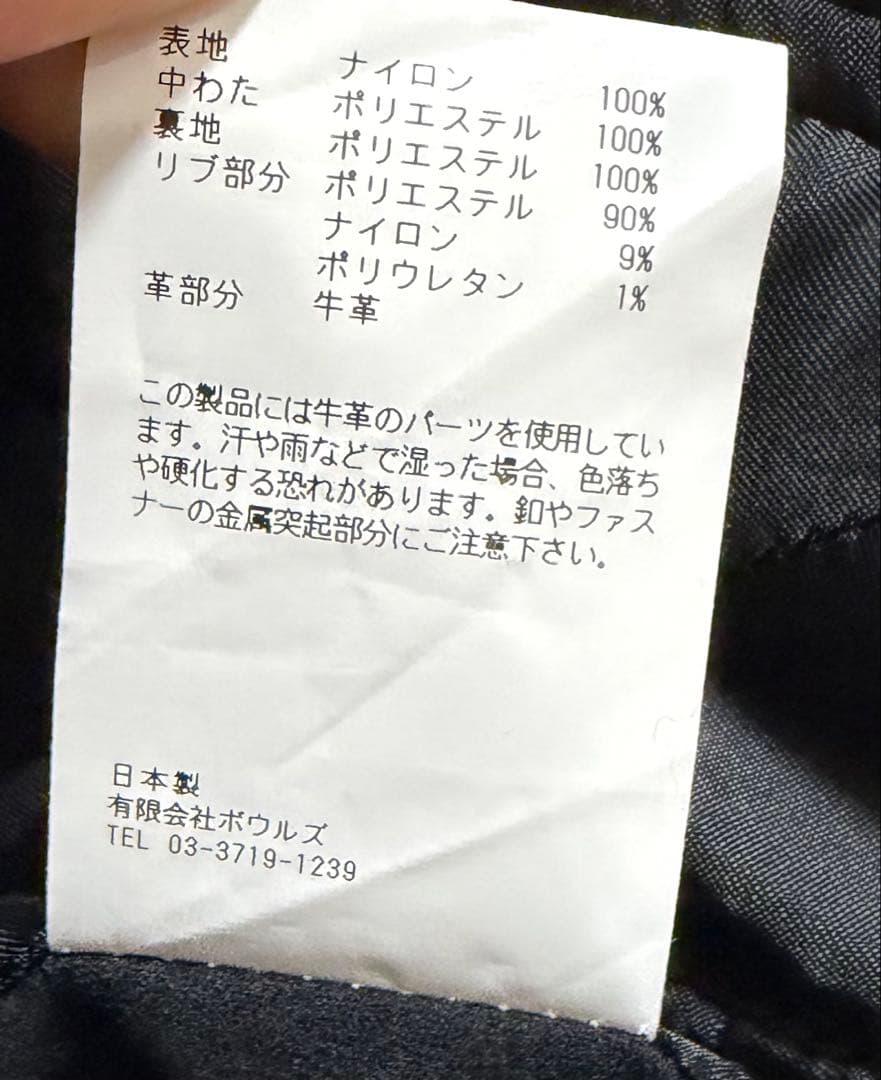 表地 ナイロン 100%
中わた ポリエステル 100%
裏地 ポリエステル 100%
リブ部分 ポリエステル 90%
ナイロン 9%
ポリウレタン 1%
革部分 牛革
この製品には牛革のパーツを使用してい
ます。汗や雨などで湿った場合、色落ち
や硬化する恐れがあります。釦やファス
ナーの金属突起部分にご注意下さい。
日本製
有限会社ボウルズ
TEL 03-3719-1239